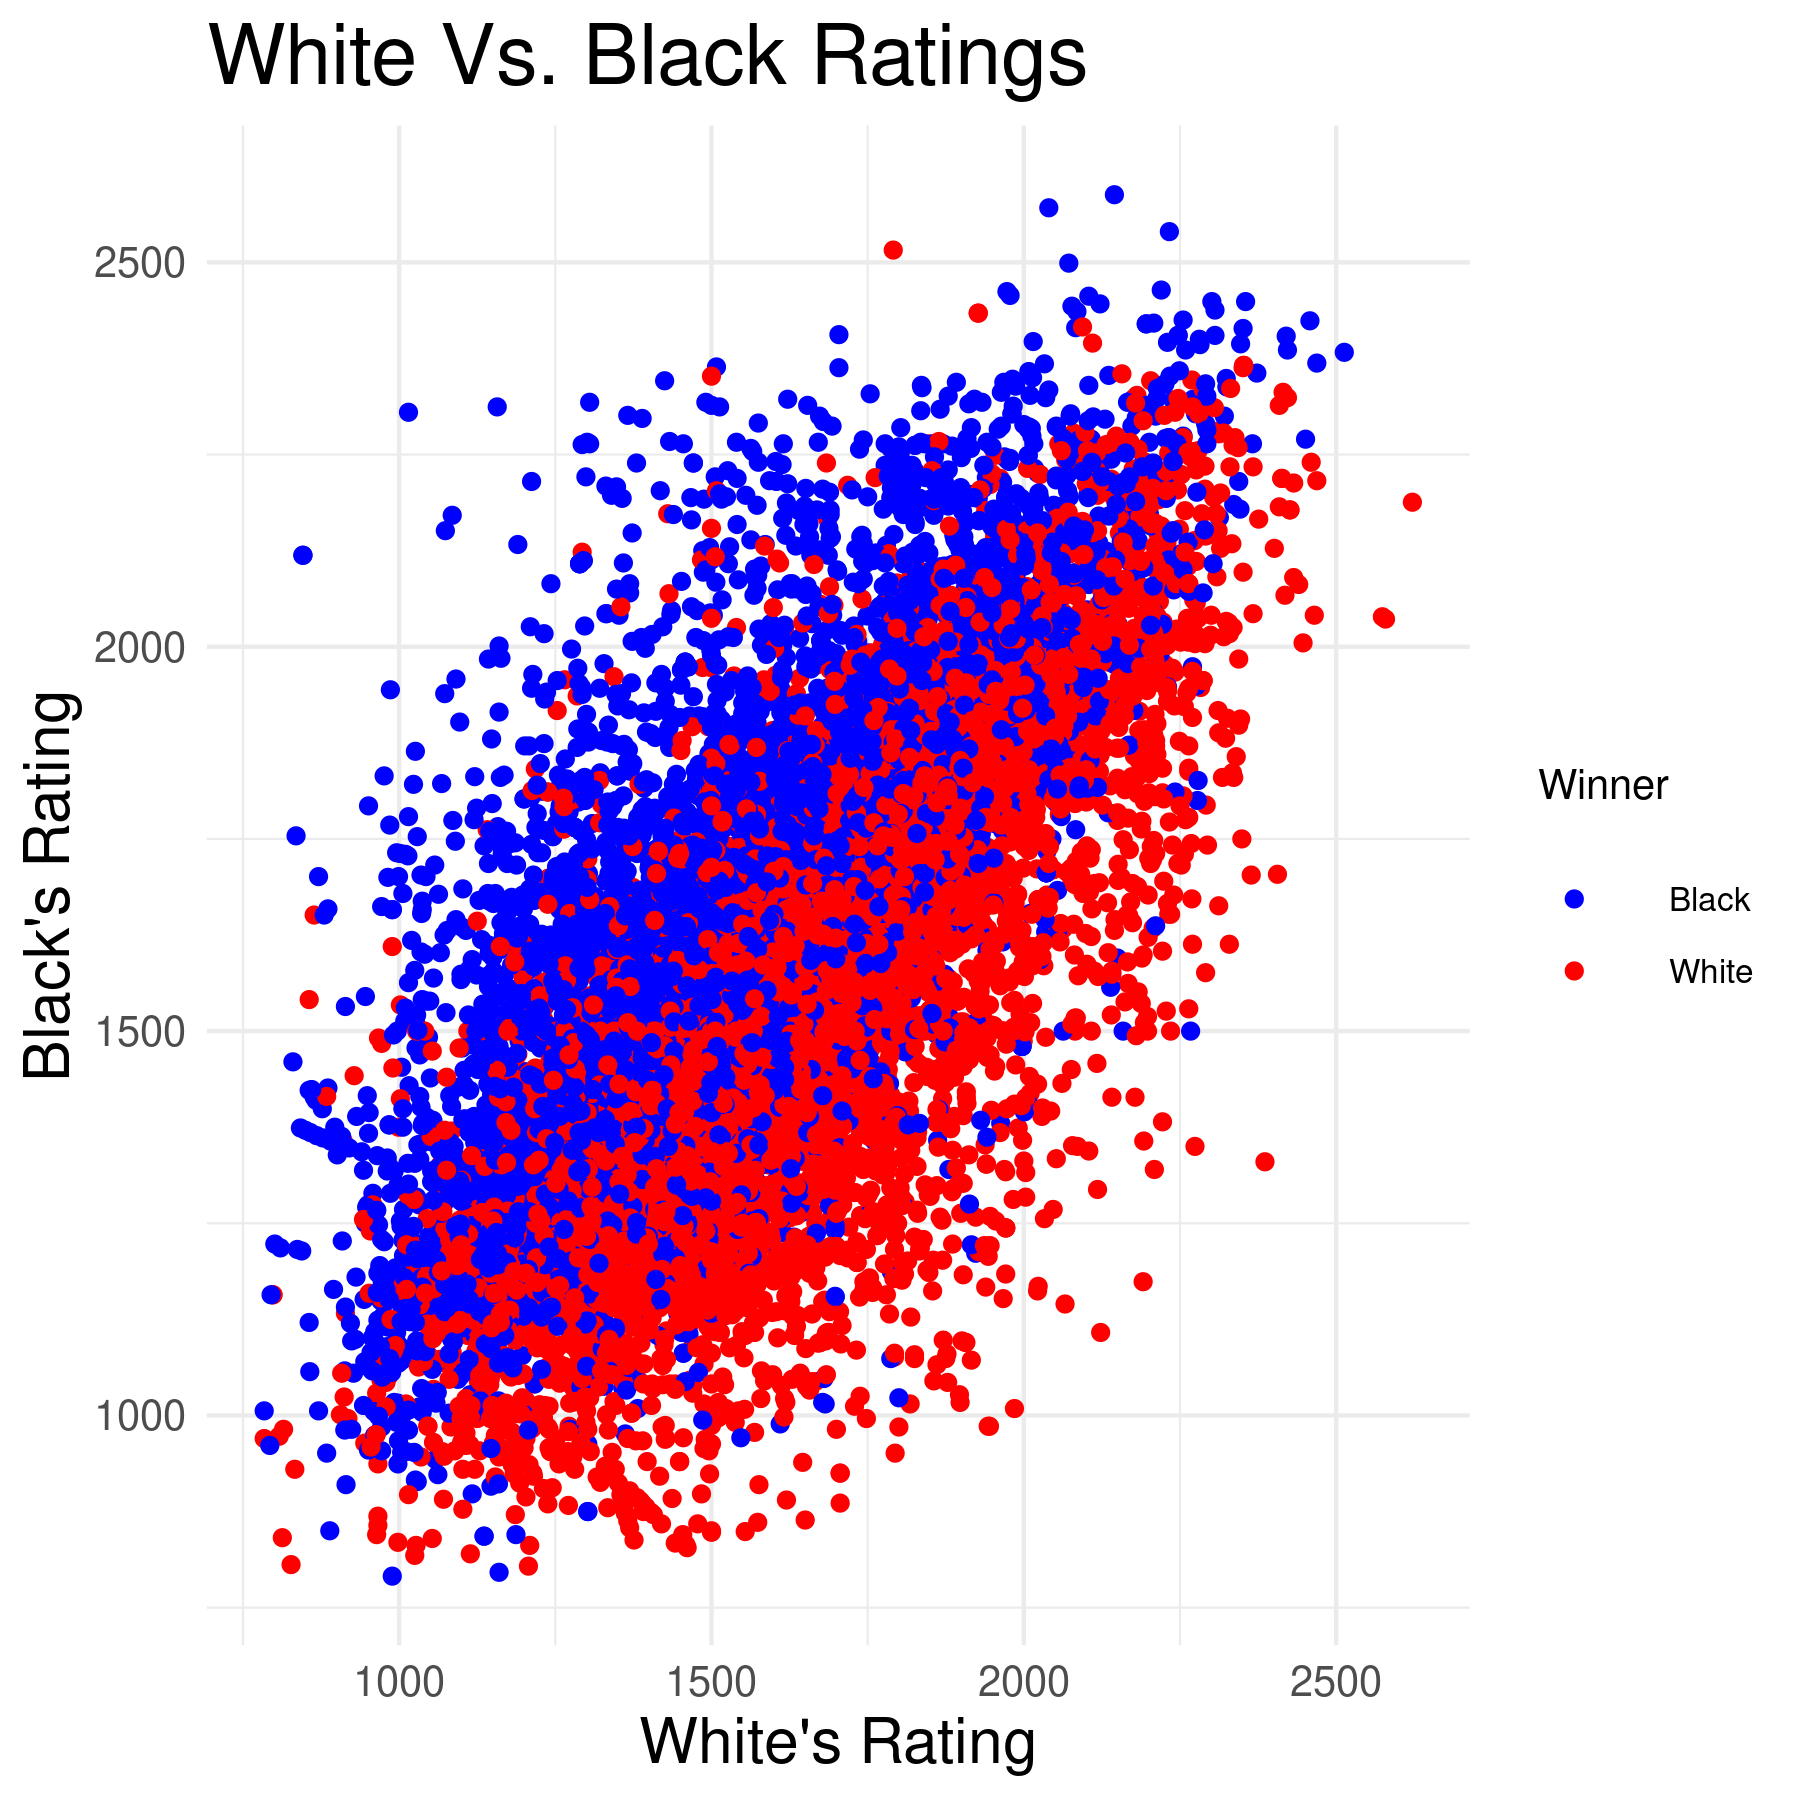 White Vs. Black Ratings
Black's Rating
2500
2000
1500
1000
1000
1500
2000
2500
White's Rating
Winner
Black
White